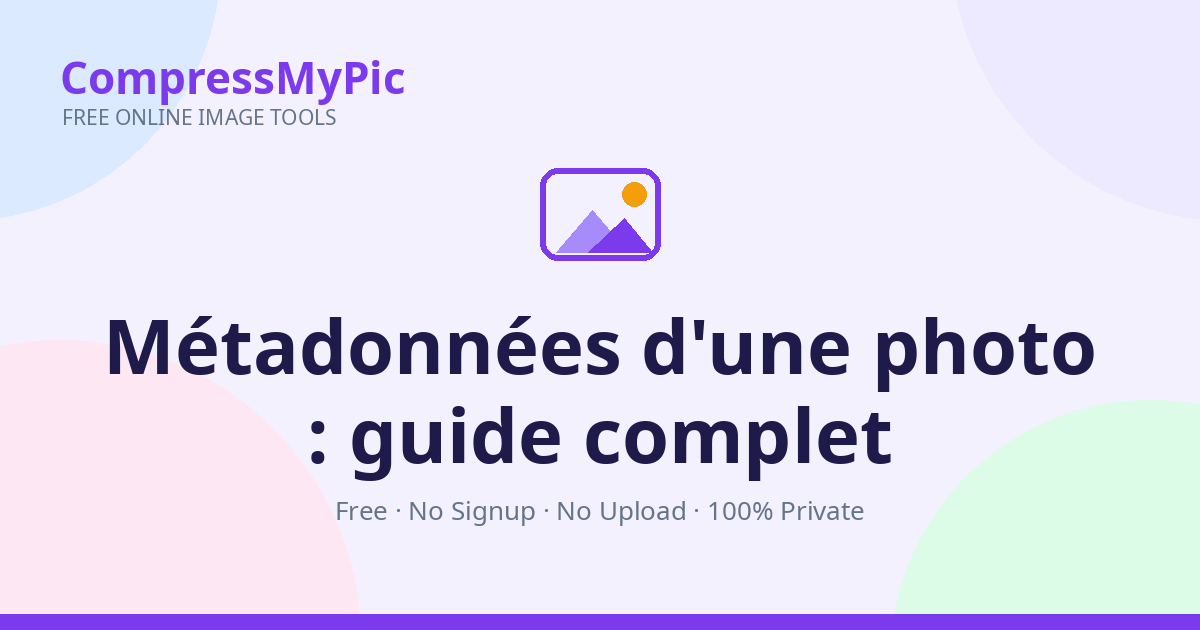 CompressMyPic
FREE ONLINE IMAGE TOOLS
Métadonnées d'une photo
: guide complet
Free · No Signup · No Upload · 100% Private